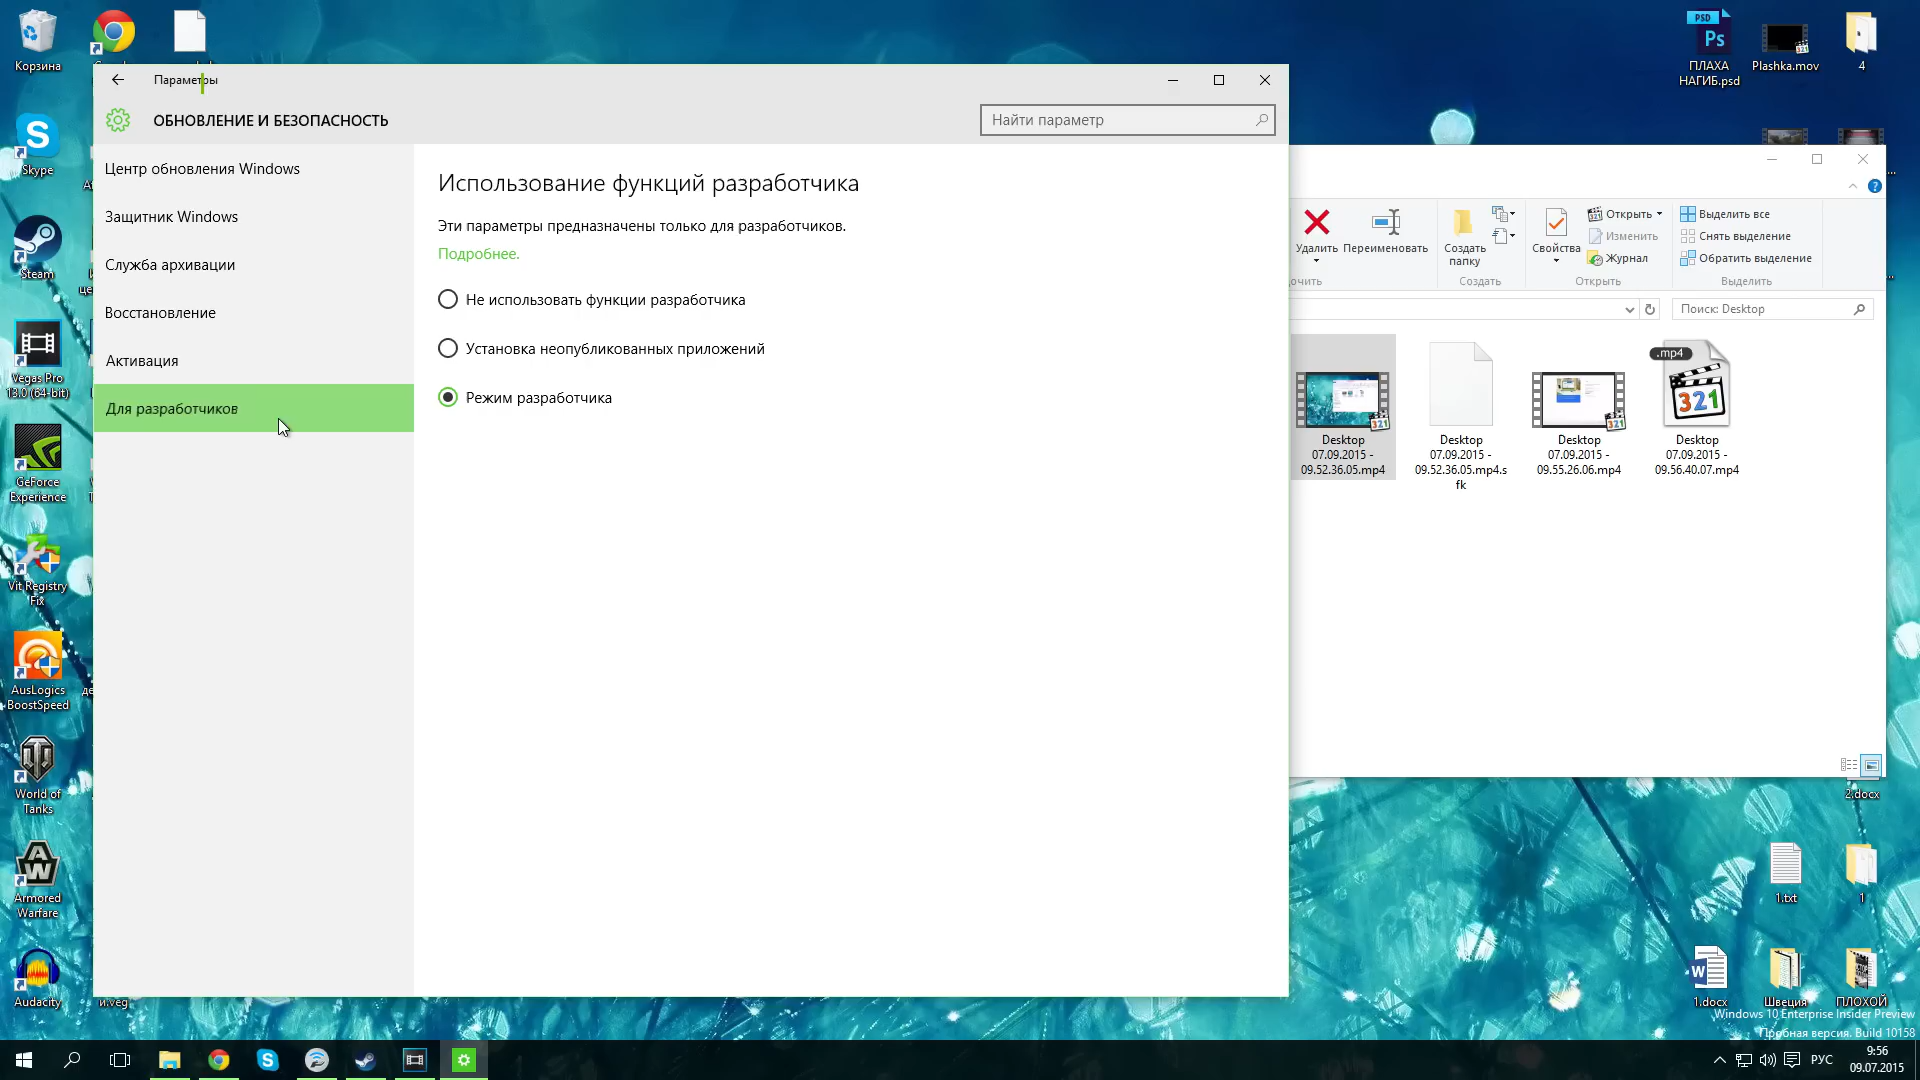 Корзина
ПЛАХА
НАГИБ.psd
Plashka.mov
4
Параметры
ОБНОВЛЕНИЕ И БЕЗОПАСНОСТЬ
Найти параметр
Центр обновления Windows
Защитник Windows
Служба архивации
Восстановление
Активация
Для разработчиков
Использование функций разработчика
Эти параметры предназначены только для разработчиков.
Подробнее.
Не использовать функции разработчика
Установка неопубликованных приложений
Режим разработчика
Удалить
Переименовать
Создать
папку
Создать
Свойства
Открыть
Изменить
Журнал
Открыть
Выделить все
Снять выделение
Обратить выделение
Выделить
Поиск: Desktop
Desktop
07.09.2015 -
09.52.36.05.mp4
Desktop
07.09.2015 -
09.52.36.05.mp4.s
fk
Desktop
07.09.2015 -
09.55.26.06.mp4
.mp4
321
Desktop
07.09.2015 -
09.56.40.07.mp4
Skype
Steam
Vegas Pro
13.0 (64-bit)
GeForce
Experience
Vit Registry
Fix
AusLogics
BoostSpeed
World of
Tanks
Armored
Warfare
Audacity
и.veg
2.docx
1.txt
1
1.docx
Швеция
ПЛОХОЙ
Windows 10 Enterprise Insider Preview
Пробная версия. Build 10158
РУС
9:56
09.07.2015